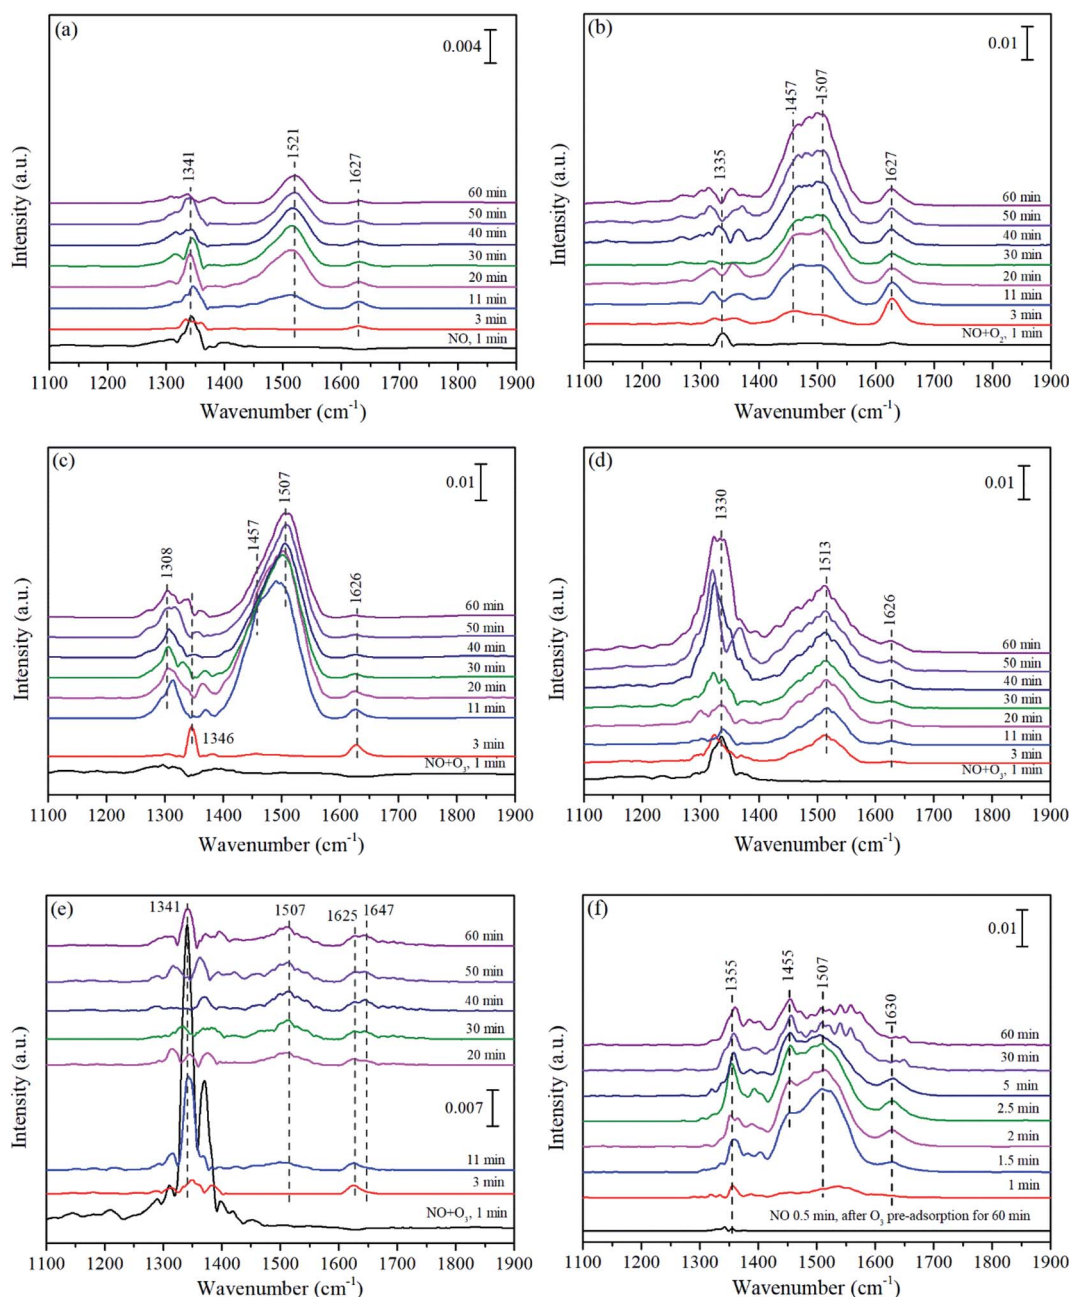 (a)
0.004
1341
1521
1627
60 min
50 min
40 min
30 min
20 min
11 min
3 min
NO, 1 min
Intensity (a.u.)
1100 1200 1300 1400 1500 1600 1700 1800 1900
Wavenumber (cm⁻¹)
(b)
0.01
1335
1457
1507
1627
60 min
50 min
40 min
30 min
20 min
11 min
3 min
NO+O₂, 1 min
Intensity (a.u.)
1100 1200 1300 1400 1500 1600 1700 1800 1900
Wavenumber (cm⁻¹)
(c)
0.01
1308
1457
1507
1626
60 min
50 min
40 min
30 min
20 min
11 min
1346
3 min
NO+O₃, 1 min
Intensity (a.u.)
1100 1200 1300 1400 1500 1600 1700 1800 1900
Wavenumber (cm⁻¹)
(d)
0.01
1330
1513
1626
60 min
50 min
40 min
30 min
20 min
11 min
3 min
NO+O₃, 1 min
Intensity (a.u.)
1100 1200 1300 1400 1500 1600 1700 1800 1900
Wavenumber (cm⁻¹)
(e)
1341
1507
1625
1647
60 min
50 min
40 min
30 min
20 min
0.007
11 min
3 min
NO+O₃, 1 min
Intensity (a.u.)
1100 1200 1300 1400 1500 1600 1700 1800 1900
Wavenumber (cm⁻¹)
(f)
0.01
1355
1455
1507
1630
60 min
30 min
5 min
2.5 min
2 min
1.5 min
1 min
NO 0.5 min, after O₃ pre-adsorption for 60 min
Intensity (a.u.)
1100 1200 1300 1400 1500 1600 1700 1800 1900
Wavenumber (cm⁻¹)